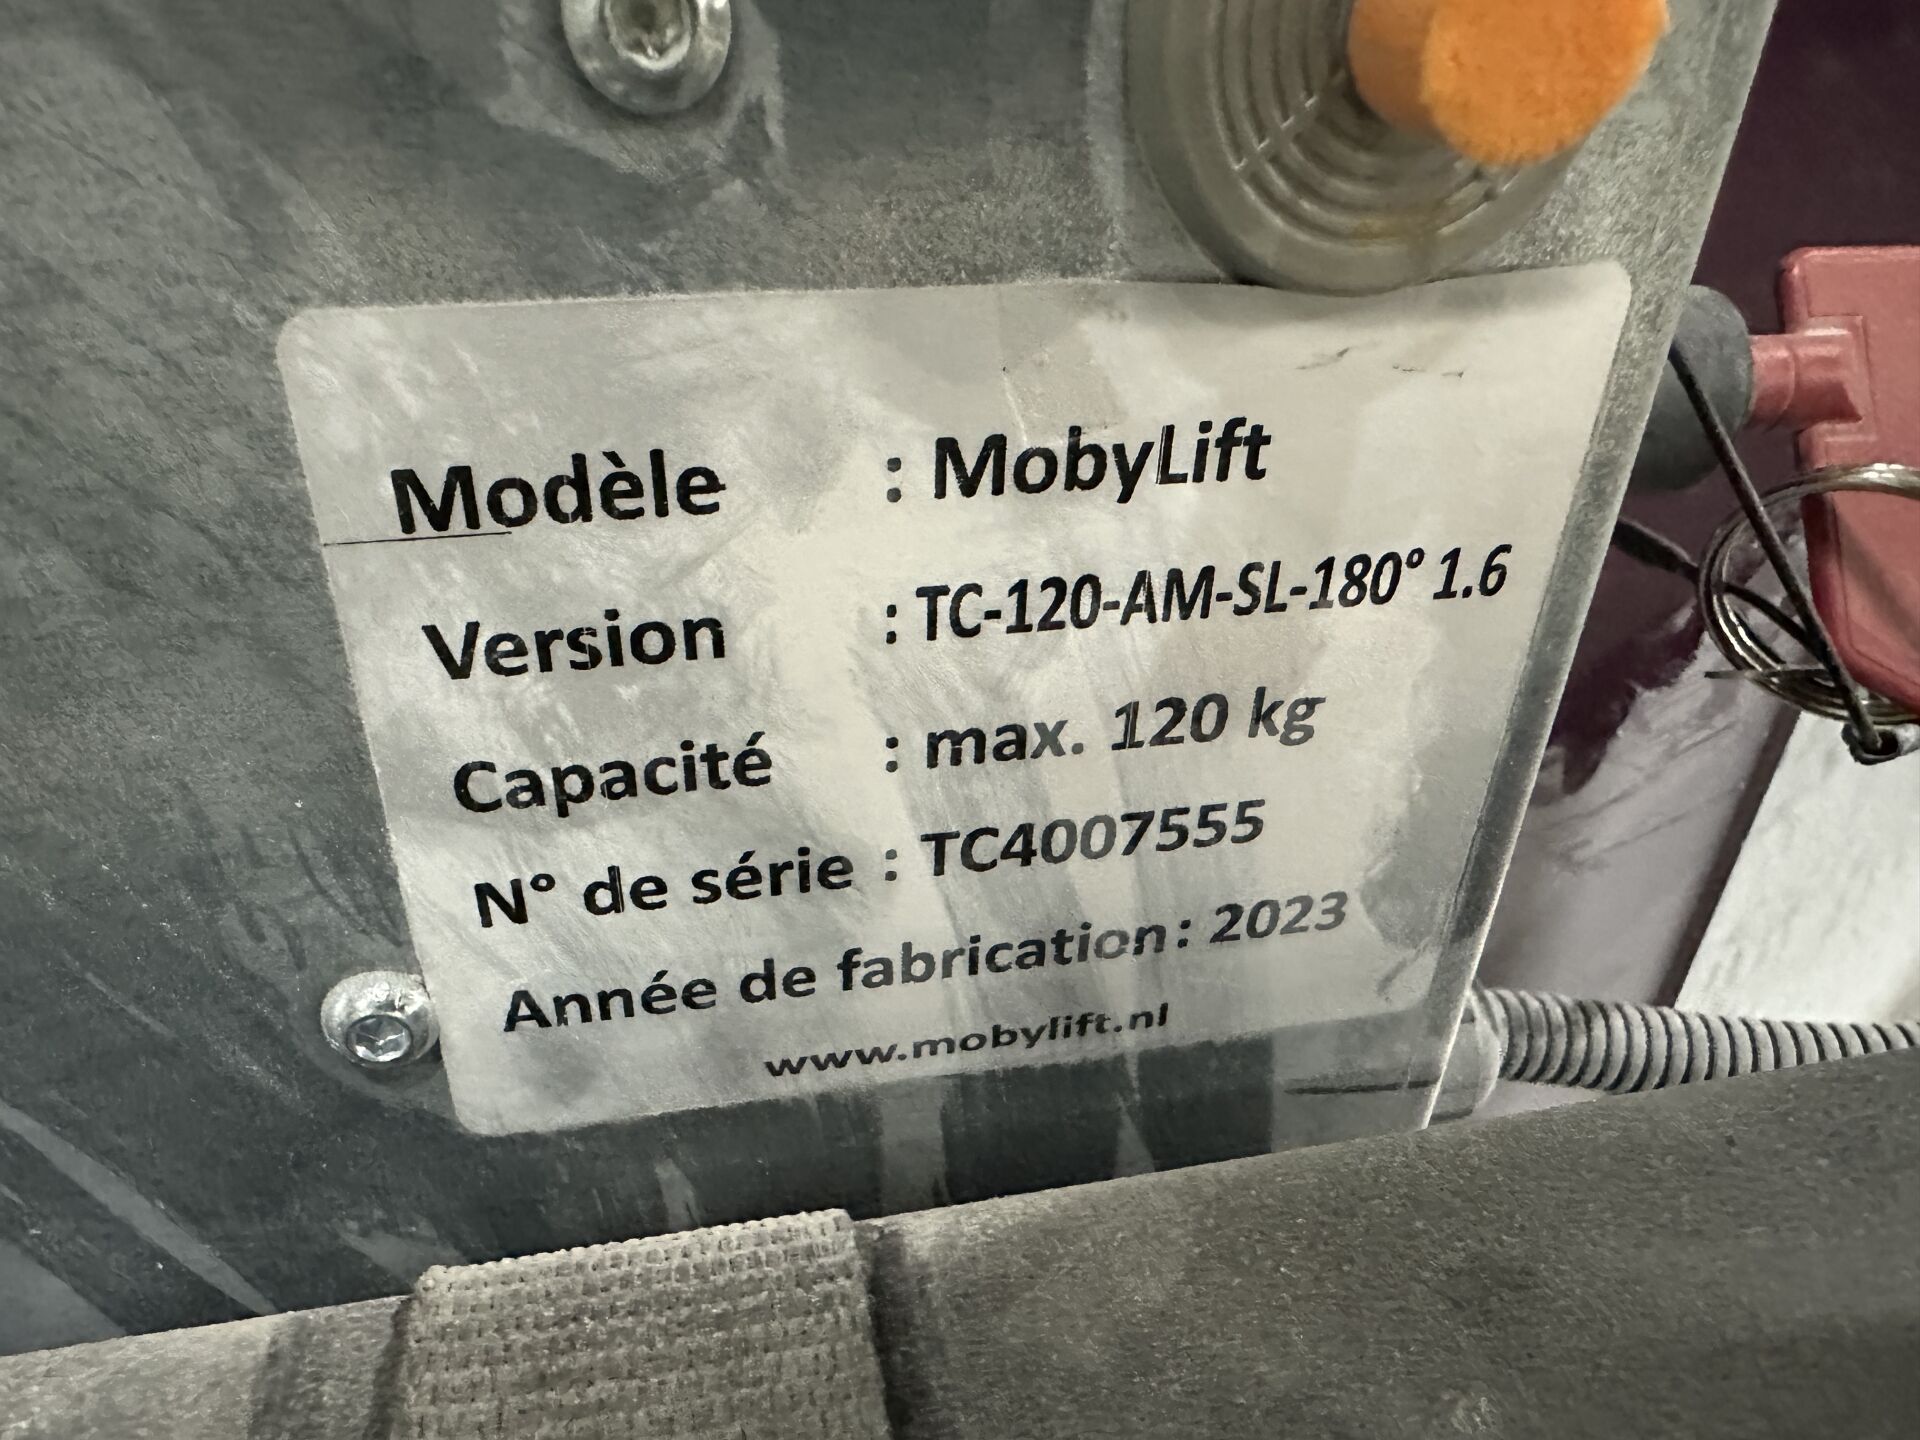 Modèle : MobyLift
Version : TC-120-AM-SL-180° 1.6
Capacité : max. 120 kg
N° de série : TC4007555
Année de fabrication : 2023
www.mobylift.nl